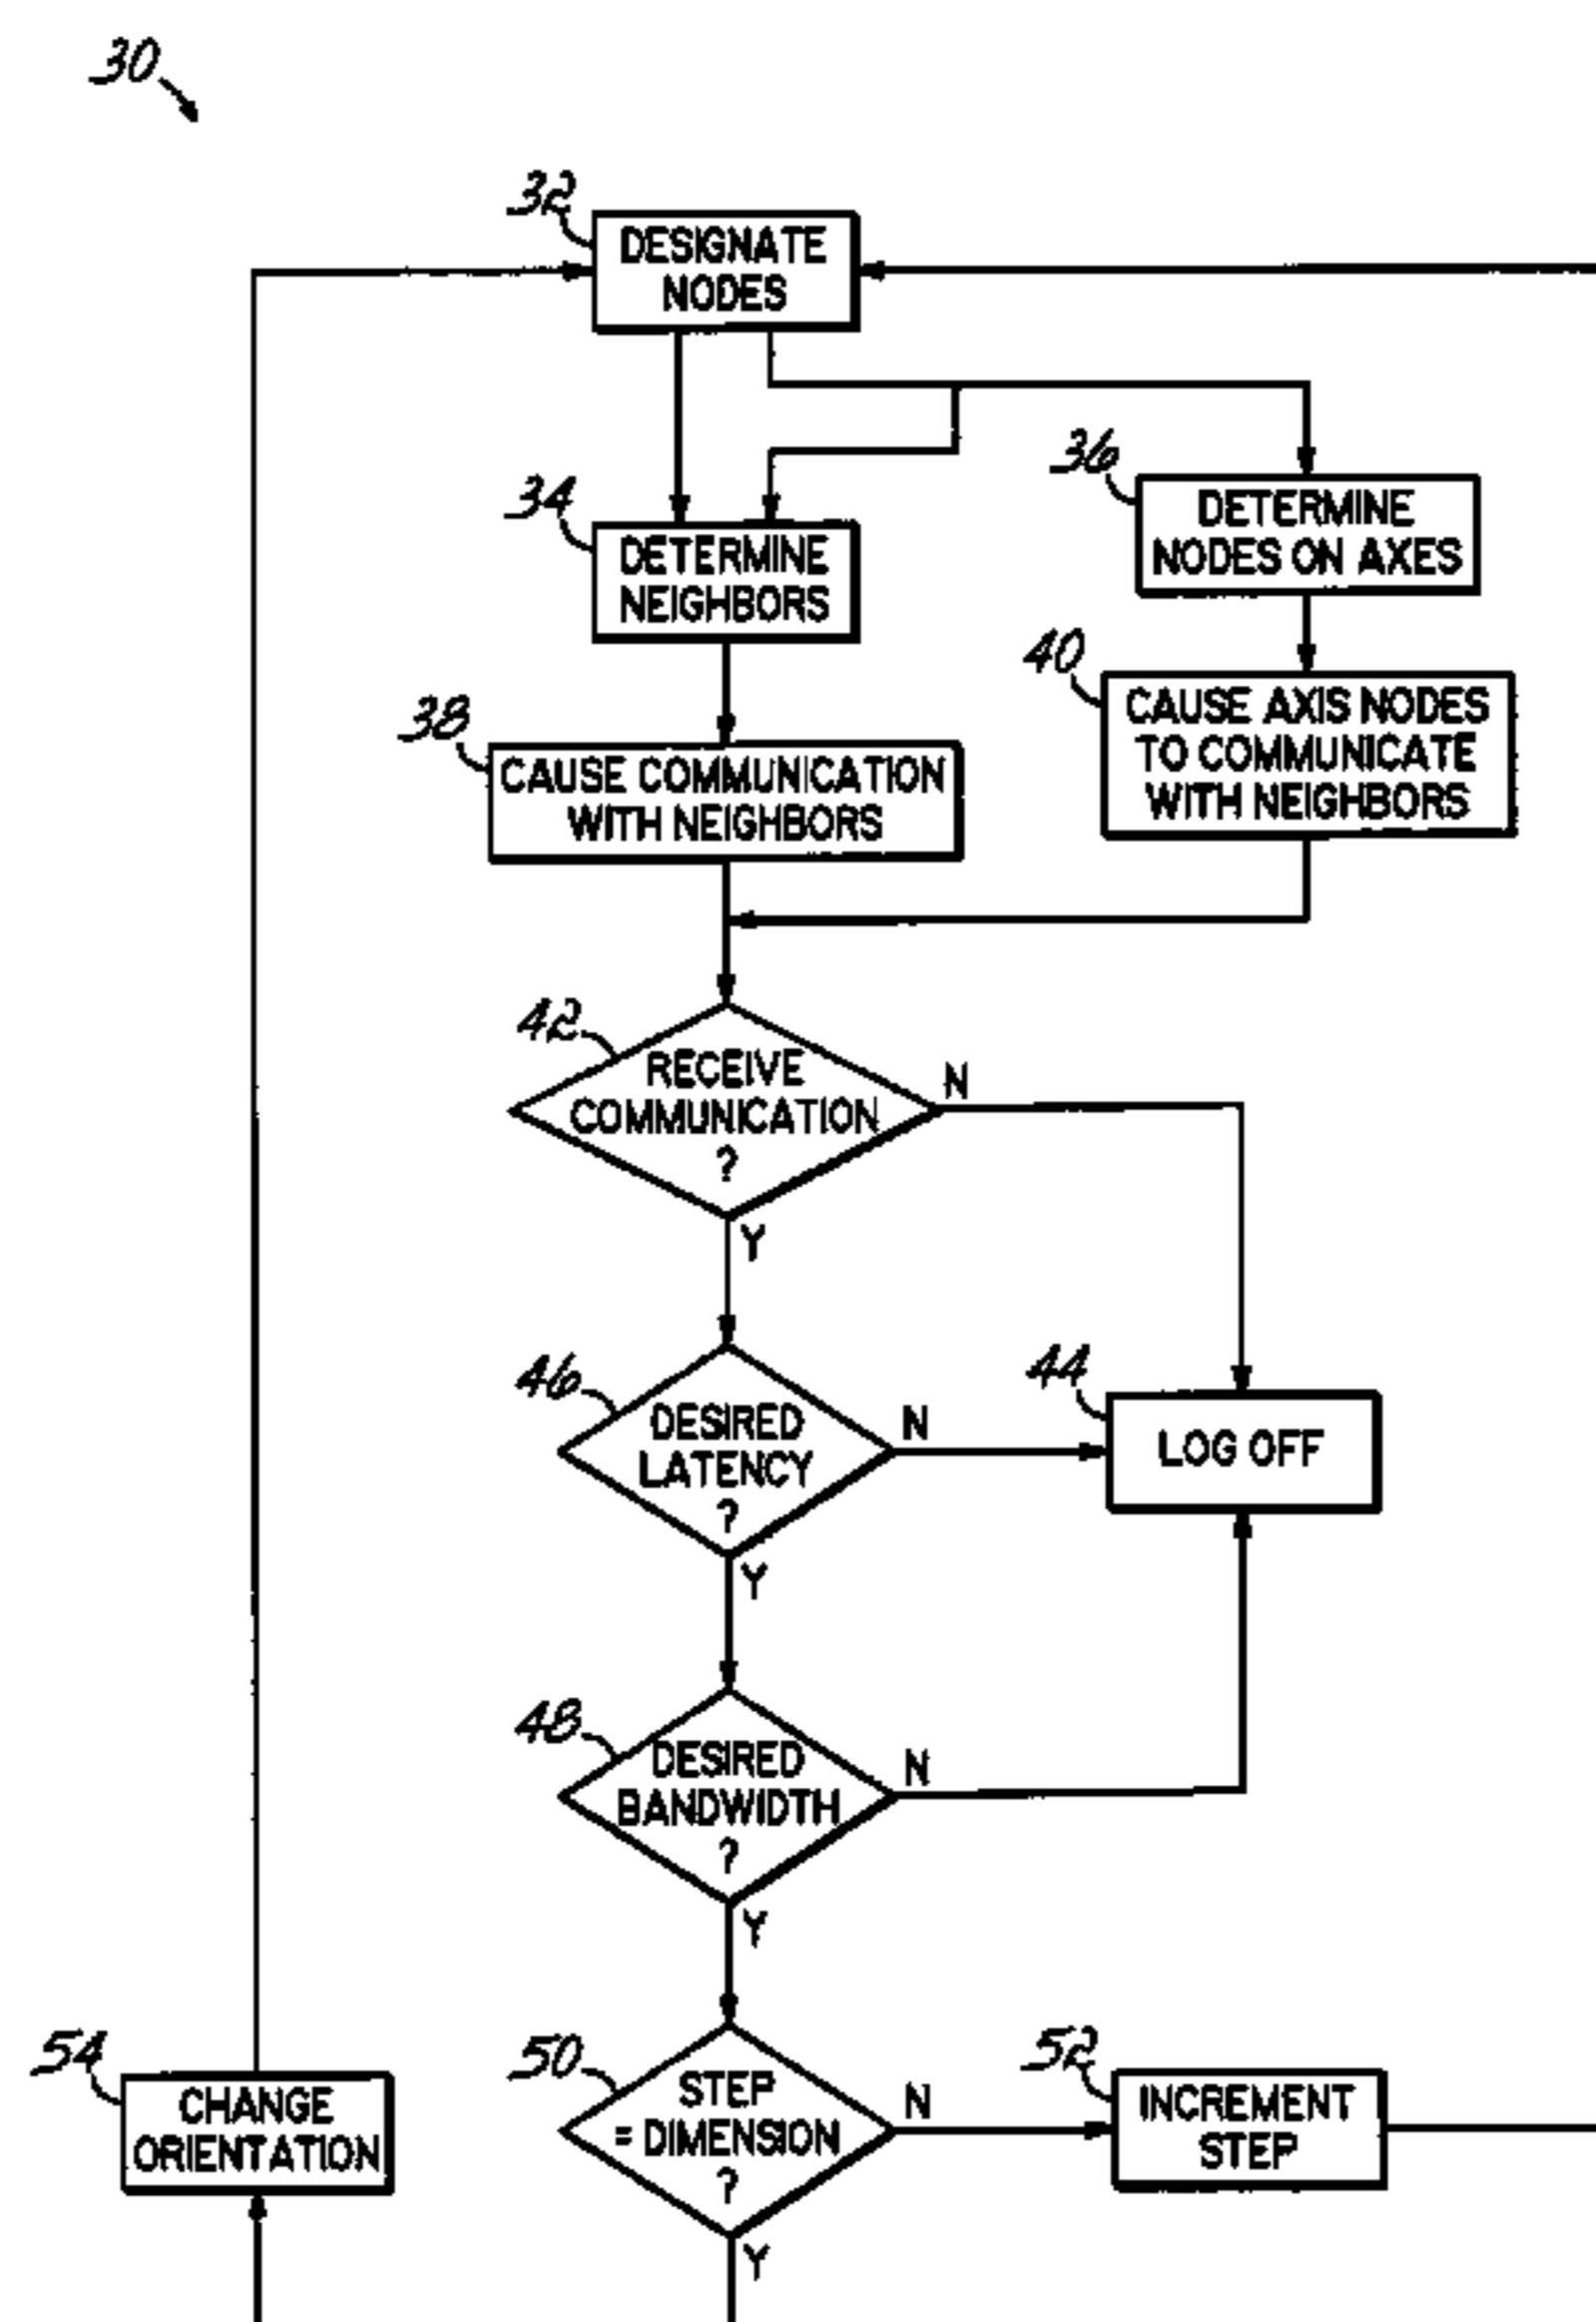 30
32
DESIGNATE
NODES
34
DETERMINE
NEIGHBORS
36
DETERMINE
NODES ON AXES
38
CAUSE COMMUNICATION
WITH NEIGHBORS
40
CAUSE AXIS NODES
TO COMMUNICATE
WITH NEIGHBORS
42
RECEIVE
COMMUNICATION
?
N
Y
44
LOG OFF
46
DESIRED
LATENCY
?
N
Y
48
DESIRED
BANDWIDTH
?
N
Y
50
STEP
= DIMENSION
?
N
Y
52
INCREMENT
STEP
54
CHANGE
ORIENTATION